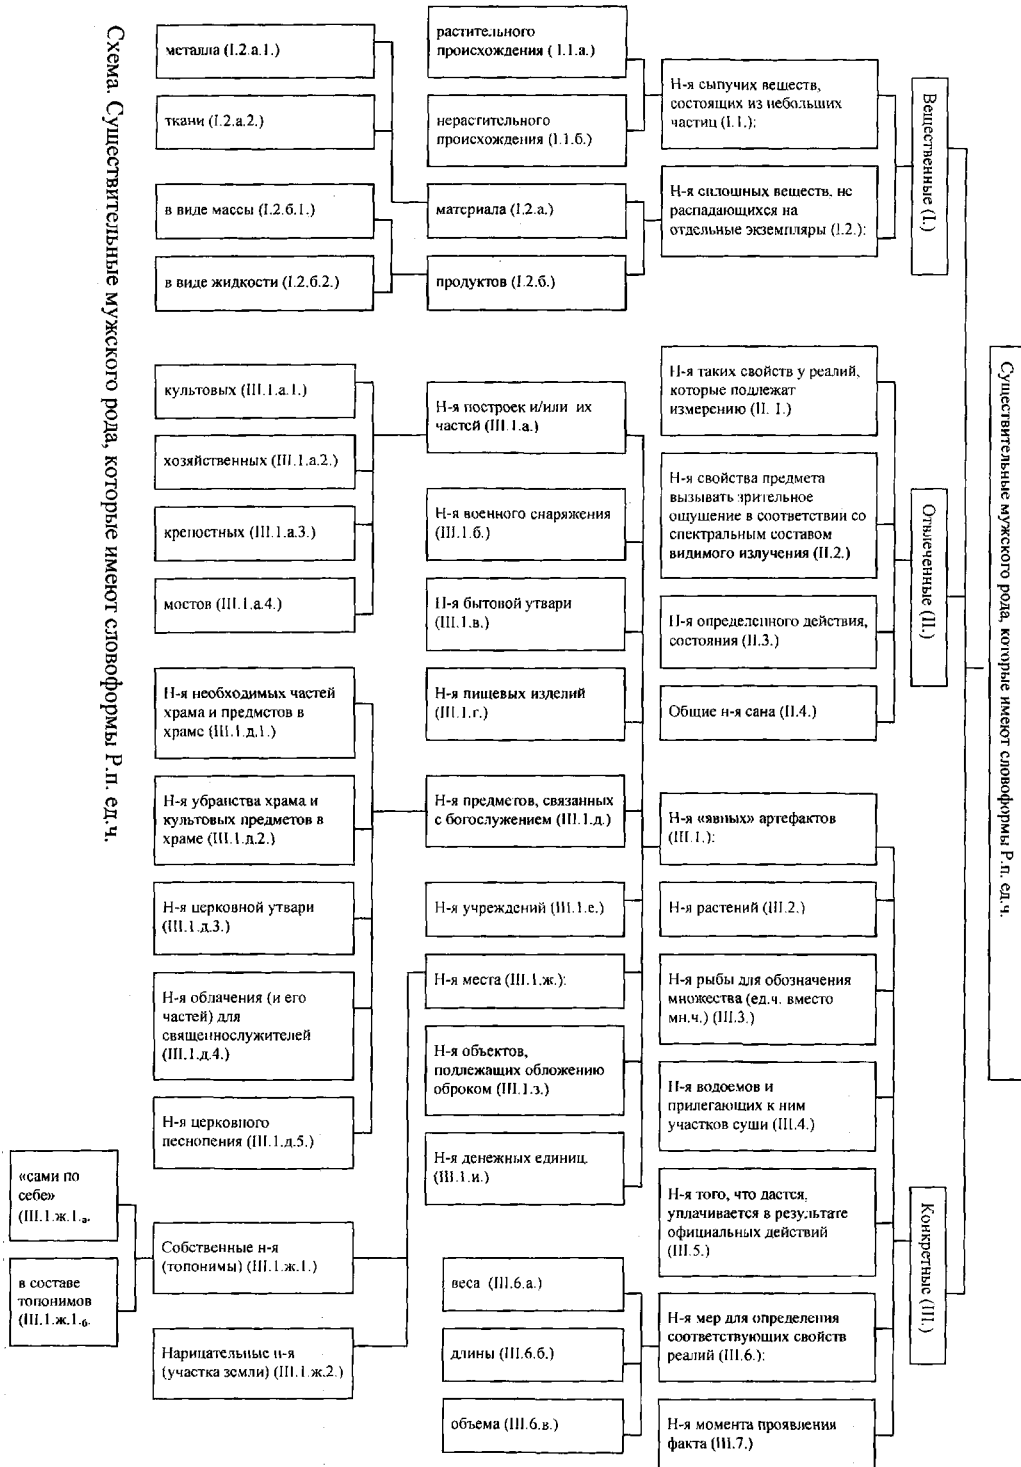 Существительные мужского рода, которые имеют словоформы Р.п. ед.ч.
Вещественные (I.)
Н-я сыпучих веществ,
состоящих из небольших
частиц (I.1.):
растительного
происхождения ( I.1.а.)
нерастительного
происхождения (I.1.б.)
Н-я сплошных веществ, не
распадающихся на
отдельные экземпляры (I.2.):
материала (I.2.а.)
металла (I.2.а.1.)
ткани (I.2.а.2.)
продуктов (I.2.б.)
в виде массы (I.2.б.1.)
в виде жидкости (I.2.б.2.)
Отвлеченные (II.)
Н-я таких свойств у реалий,
которые подлежат
измерению (II. 1.)
Н-я свойства предмета
вызывать зрительное
ощущение в соответствии со
спектральным составом
видимого излучения (II.2.)
Н-я определенного действия,
состояния (II.3.)
Общие н-я сана (II.4.)
Конкретные (III.)
Н-я «явных» артефактов
(III.1.):
Н-я построек и/или их
частей (III.1.а.)
культовых (III.1.а.1.)
хозяйственных (III.1.а.2.)
крепостных (III.1.а.3.)
мостов (III.1.а.4.)
Н-я военного снаряжения
(III.1.б.)
Н-я бытовой утвари
(III.1.в.)
Н-я пищевых изделий
(III.1.г.)
Н-я предметов, связанных
с богослужением (III.1.д.)
Н-я необходимых частей
храма и предметов в
храме (III.1.д.1.)
Н-я убранства храма и
культовых предметов в
храме (III.1.д.2.)
Н-я церковной утвари
(III.1.д.3.)
Н-я облачения (и его
частей) для
священнослужителей
(III.1.д.4.)
Н-я церковного
песнопения (III.1.д.5.)
Н-я учреждений (III.1.е.)
Н-я места (III.1.ж.):
Собственные н-я
(топонимы) (III.1.ж.1.)
«сами по
себе»
(III.1.ж.1.а.
в составе
топонимов
(III.1.ж.1.б.
Нарицательные н-я
(участка земли) (III.1.ж.2.)
Н-я объектов,
подлежащих обложению
оброком (III.1.з.)
Н-я денежных единиц
(III.1.и.)
Н-я растений (III.2.)
Н-я рыбы для обозначения
множества (ед.ч. вместо
мн.ч.) (III.3.)
Н-я водоемов и
прилегающих к ним
участков суши (III.4.)
Н-я того, что дается,
уплачивается в результате
официальных действий
(III.5.)
Н-я мер для определения
соответствующих свойств
реалий (III.6.):
веса (III.6.а.)
длины (III.6.б.)
объема (III.6.в.)
Н-я момента проявления
факта (III.7.)
Схема. Существительные мужского рода, которые имеют словоформы Р.п. ед.ч.